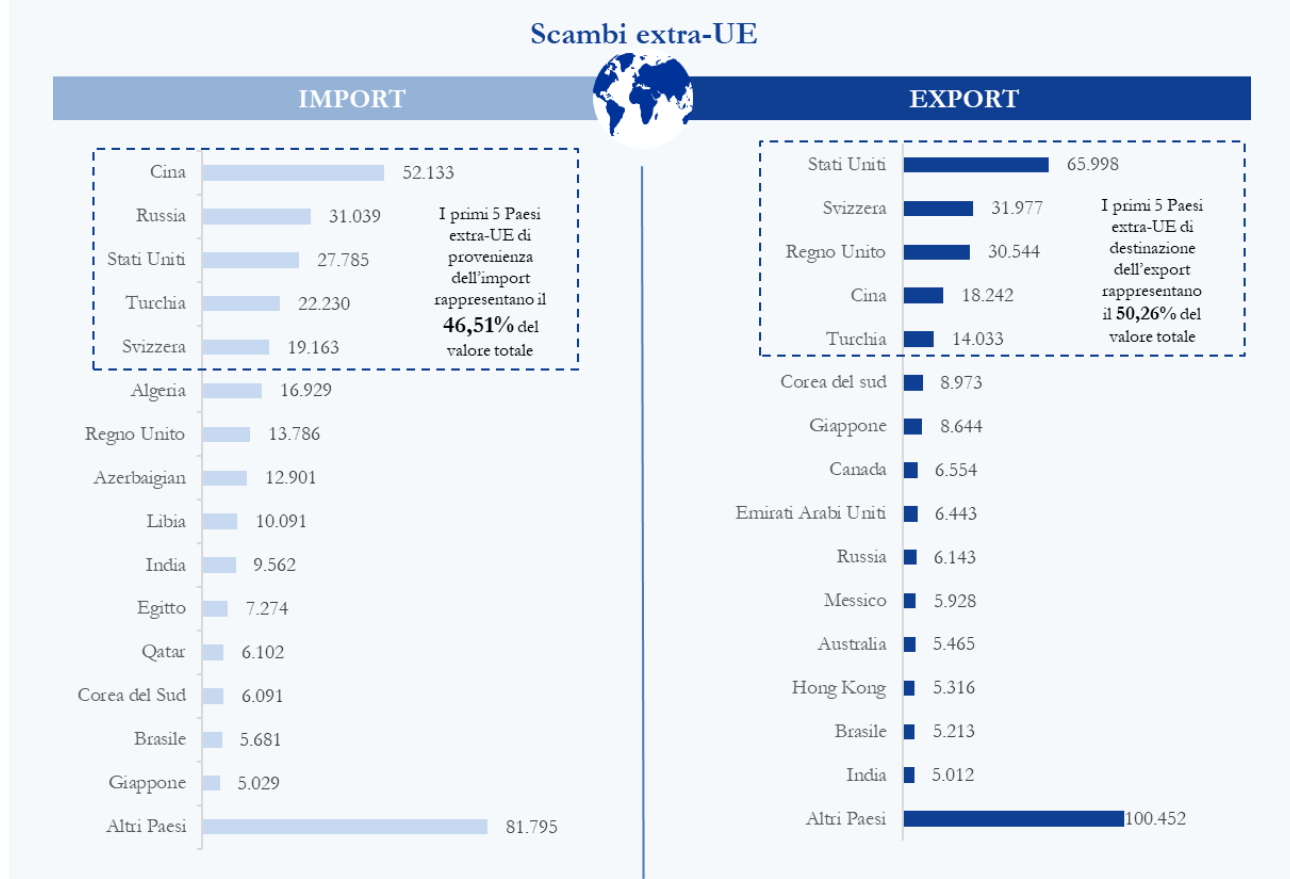 Scambi extra-UE
IMPORT
Cina 52.133
Russia 31.039
Stati Uniti 27.785
Turchia 22.230
Svizzera 19.163
I primi 5 Paesi
extra-UE di
provenienza
dell'import
rappresentano il
46,51% del
valore totale
Algeria 16.929
Regno Unito 13.786
Azerbaigian 12.901
Libia 10.091
India 9.562
Egitto 7.274
Qatar 6.102
Corea del Sud 6.091
Brasile 5.681
Giappone 5.029
Altri Paesi 81.795
EXPORT
Stati Uniti 65.998
Svizzera 31.977
Regno Unito 30.544
Cina 18.242
Turchia 14.033
I primi 5 Paesi
extra-UE di
destinazione
dell'export
rappresentano
il 50,26% del
valore totale
Corea del sud 8.973
Giappone 8.644
Canada 6.554
Emirati Arabi Uniti 6.443
Russia 6.143
Messico 5.928
Australia 5.465
Hong Kong 5.316
Brasile 5.213
India 5.012
Altri Paesi 100.452